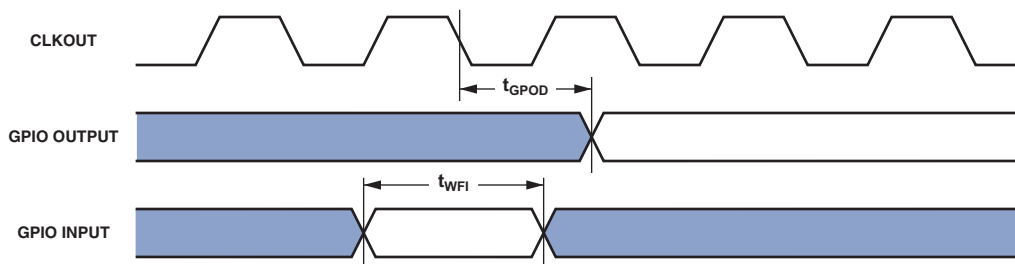 CLKOUT
tGPOD
GPIO OUTPUT
tWFI
GPIO INPUT